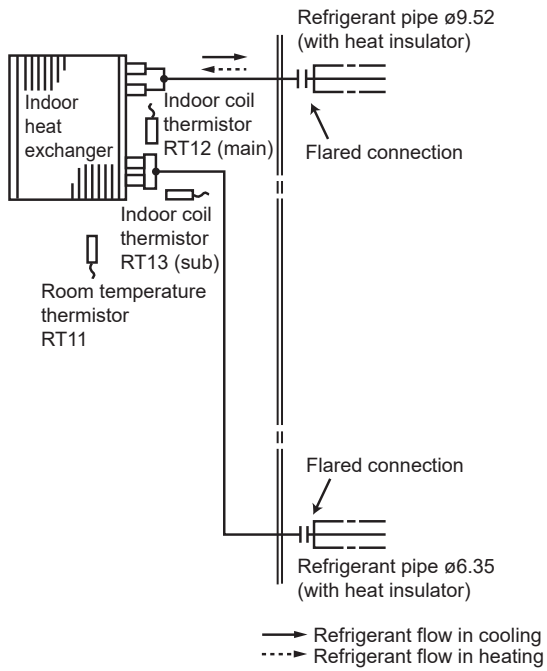 Refrigerant pipe ø9.52
(with heat insulator)
Indoor
heat
exchanger
Indoor coil
thermistor
RT12 (main)
Flared connection
Indoor coil
thermistor
RT13 (sub)
Room temperature
thermistor
RT11
Flared connection
Refrigerant pipe ø6.35
(with heat insulator)
Refrigerant flow in cooling
Refrigerant flow in heating